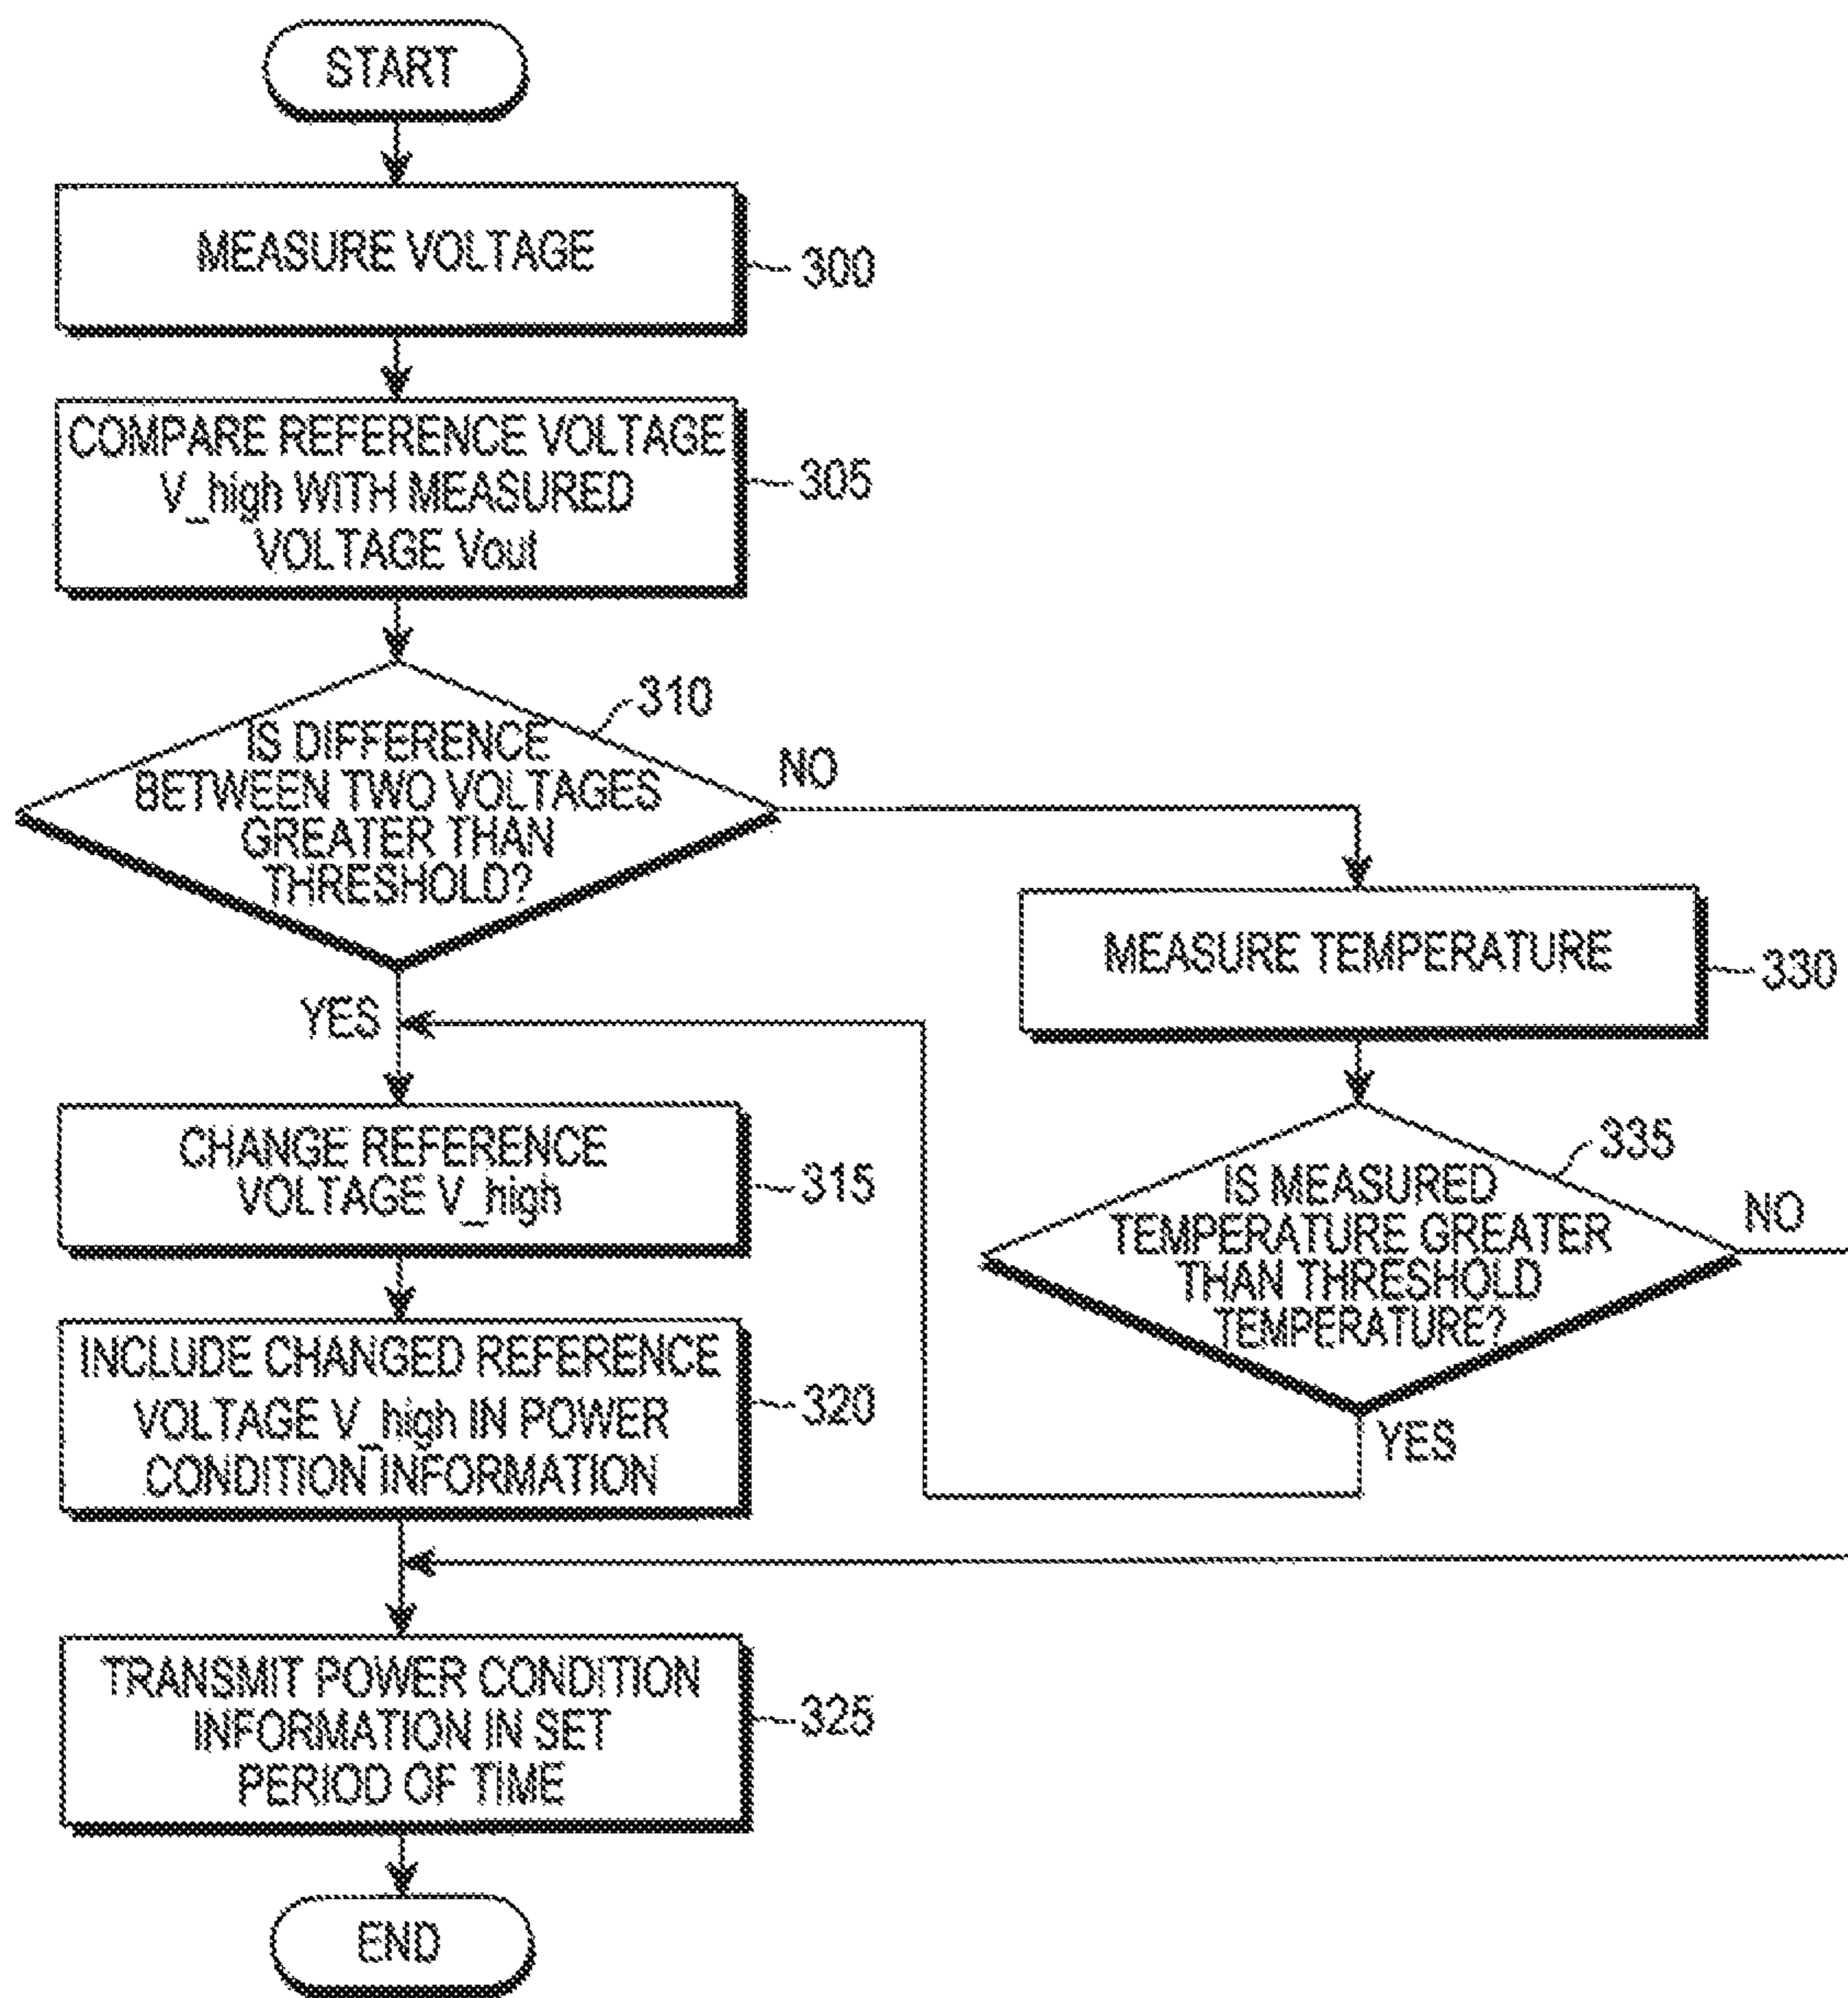 START
MEASURE VOLTAGE
300
COMPARE REFERENCE VOLTAGE
V_high WITH MEASURED
VOLTAGE Vout
305
310
IS DIFFERENCE
BETWEEN TWO VOLTAGES
GREATER THAN
THRESHOLD?
NO
YES
MEASURE TEMPERATURE
330
335
IS MEASURED
TEMPERATURE GREATER
THAN THRESHOLD
TEMPERATURE?
NO
YES
CHANGE REFERENCE
VOLTAGE V_high
315
INCLUDE CHANGED REFERENCE
VOLTAGE V_high IN POWER
CONDITION INFORMATION
320
TRANSMIT POWER CONDITION
INFORMATION IN SET
PERIOD OF TIME
325
END